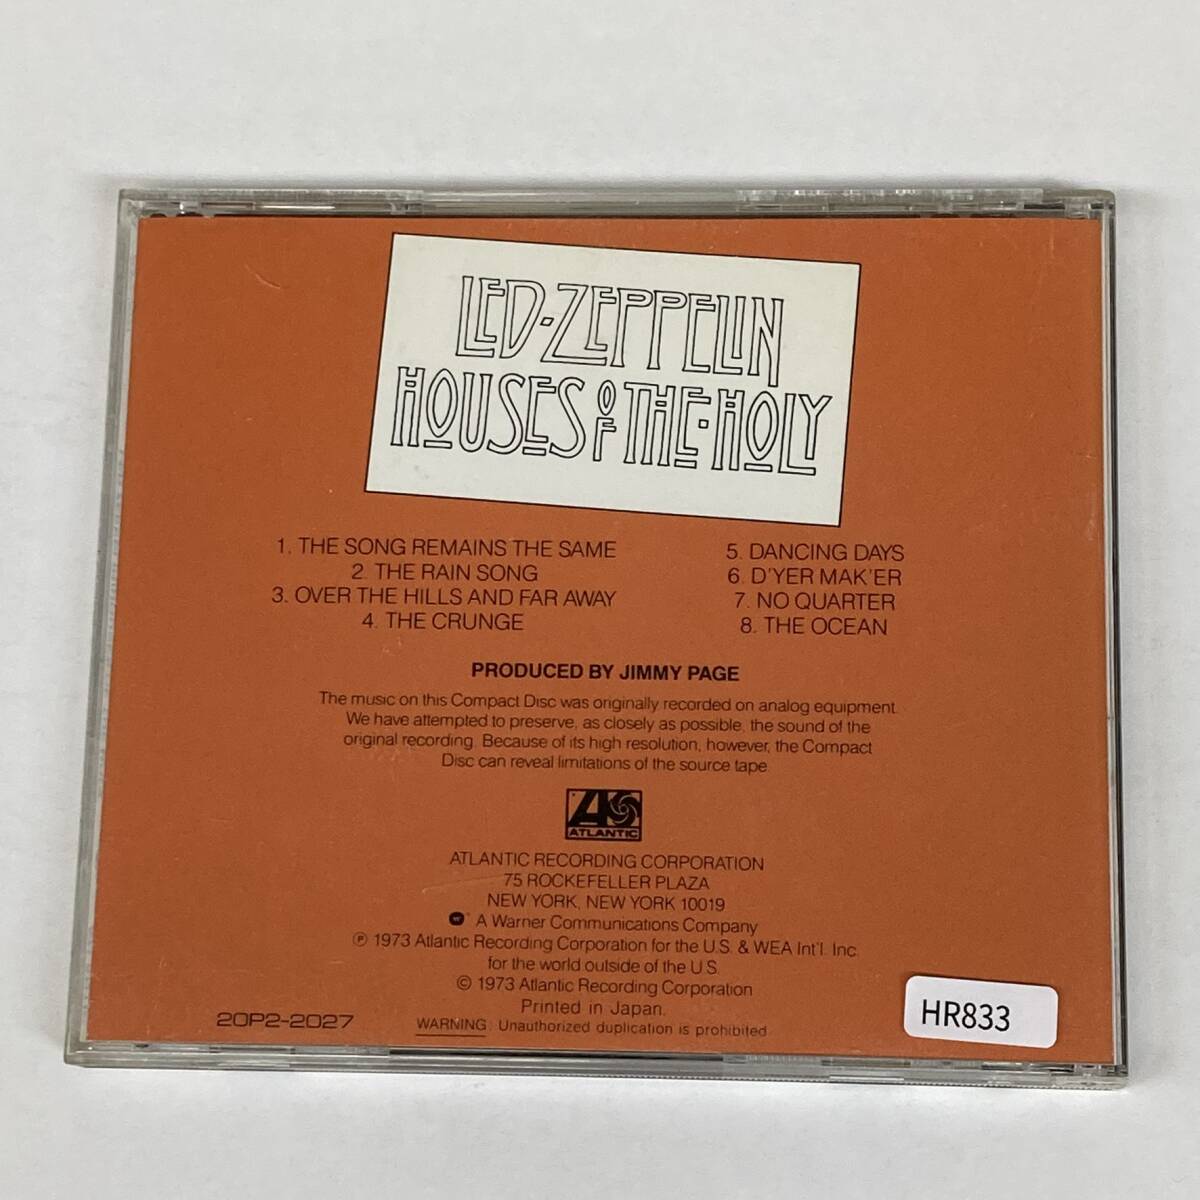 LED·ZEPPELIN
HOUSES OF THE·HOLY
1. THE SONG REMAINS THE SAME
2. THE RAIN SONG
3. OVER THE HILLS AND FAR AWAY
4. THE CRUNGE
5. DANCING DAYS
6. D'YER MAK'ER
7. NO QUARTER
8. THE OCEAN
PRODUCED BY JIMMY PAGE
The music on this Compact Disc was originally recorded on analog equipment.
We have attempted to preserve, as closely as possible, the sound of the
original recording. Because of its high resolution, however, the Compact
Disc can reveal limitations of the source tape.
ATLANTIC
ATLANTIC RECORDING CORPORATION
75 ROCKEFELLER PLAZA
NEW YORK, NEW YORK 10019
A Warner Communications Company
℗ 1973 Atlantic Recording Corporation for the U.S. & WEA Int'l. Inc.
for the world outside of the U.S.
© 1973 Atlantic Recording Corporation
Printed in Japan.
WARNING: Unauthorized duplication is prohibited.
20P2-2027
HR833